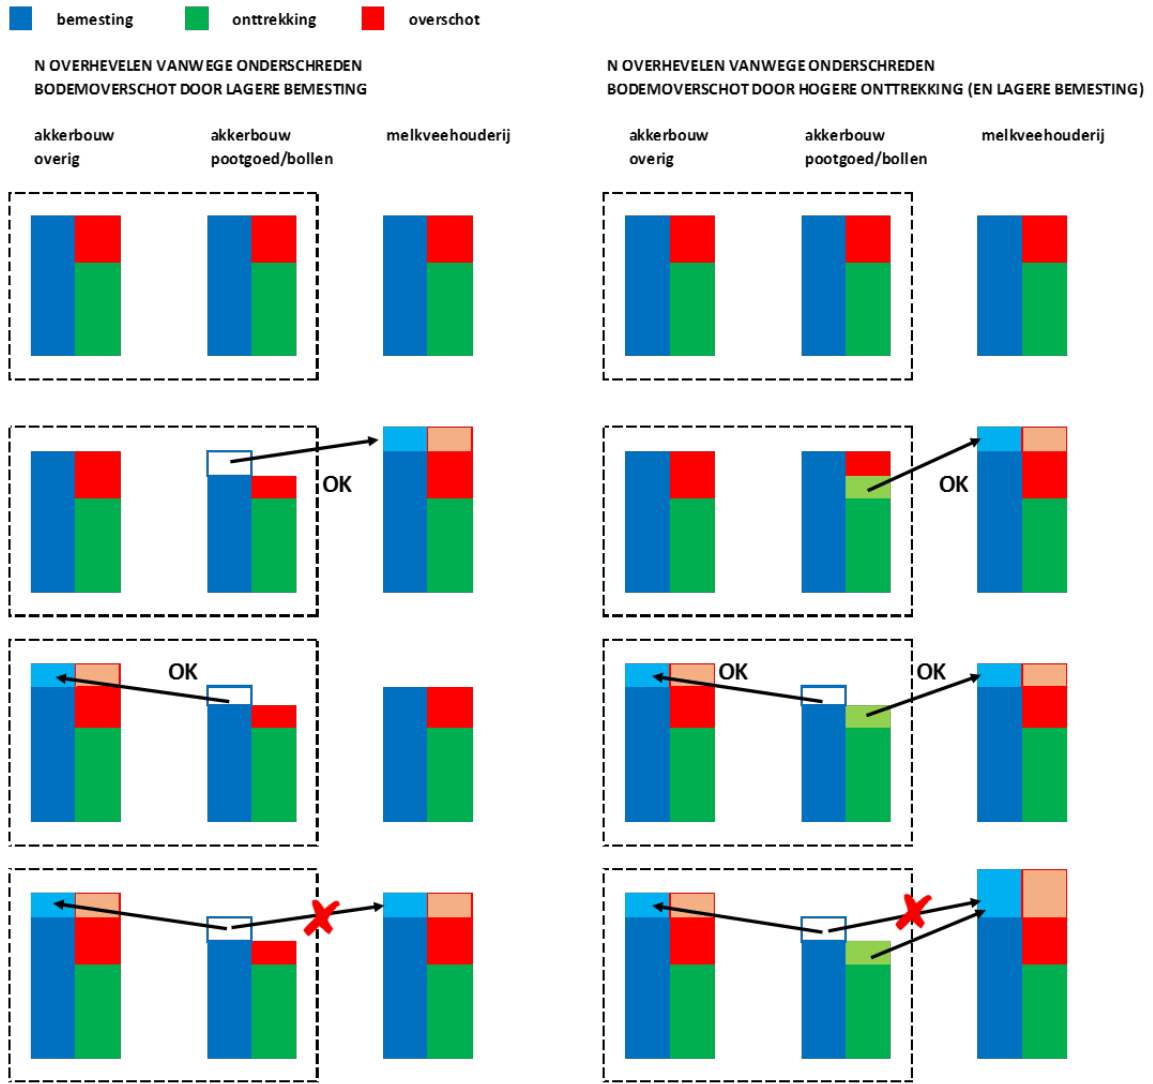 bemesting onttrekking overschot
N OVERHEVELEN VANWEGE ONDERSCHREDEN
BODEMOVERSCHOT DOOR LAGERE BEMESTING
akkerbouw overig
akkerbouw pootgoed/bollen
melkveehouderij
N OVERHEVELEN VANWEGE ONDERSCHREDEN
BODEMOVERSCHOT DOOR HOGERE ONTTREKKING (EN LAGERE BEMESTING)
akkerbouw overig
akkerbouw pootgoed/bollen
melkveehouderij
OK
OK
OK
OK
OK